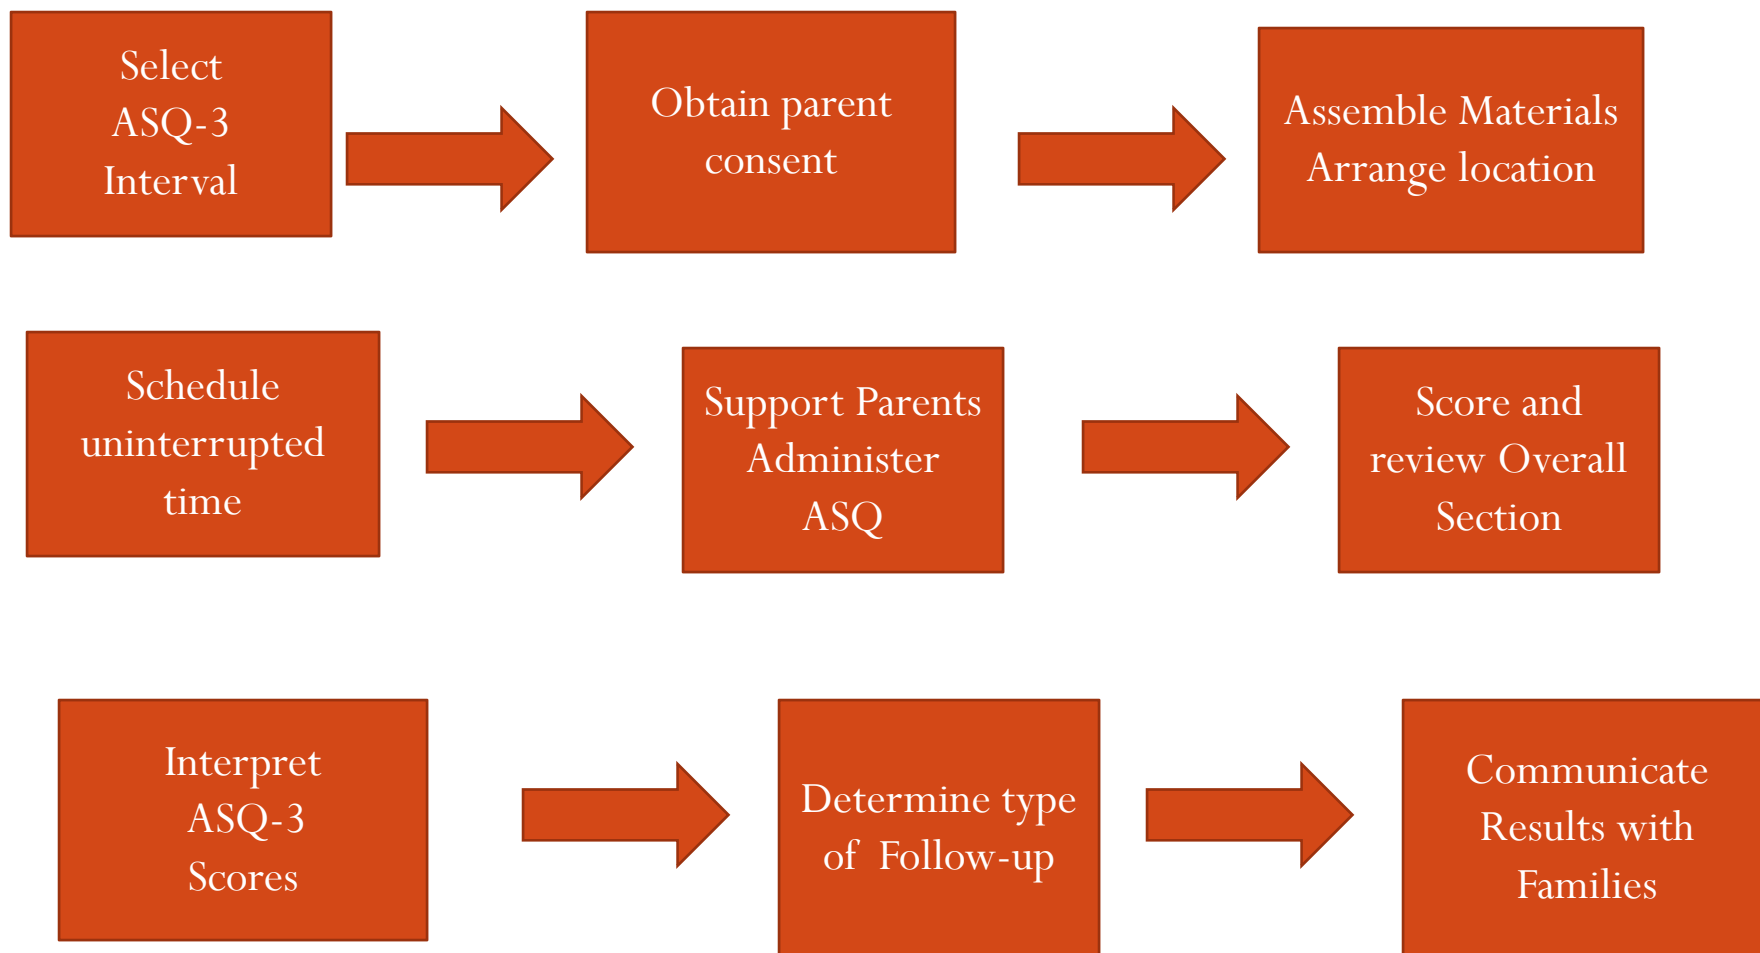 Select
ASQ-3
Interval
Obtain parent
consent
Assemble Materials
Arrange location
Schedule
uninterrupted
time
Support Parents
Administer
ASQ
Score and
review Overall
Section
Interpret
ASQ-3
Scores
Determine type
of Follow-up
Communicate
Results with
Families